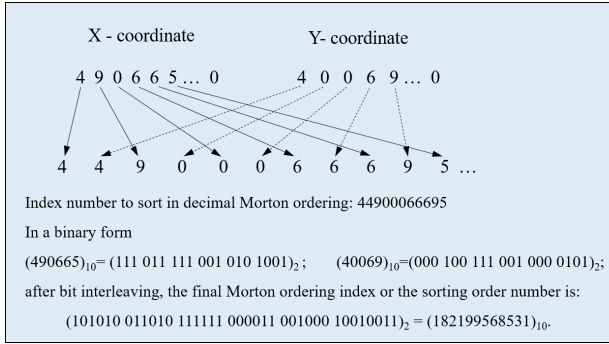 X - coordinate Y- coordinate
4 9 0 6 6 5 ... 0 4 0 0 6 9 ... 0
4 4 9 0 0 0 6 6 6 9 5 ...
Index number to sort in decimal Morton ordering: 44900066695
In a binary form
(490665)₁₀= (111 011 111 001 010 1001)₂ ; (40069)₁₀=(000 100 111 001 000 0101)₂;
after bit interleaving, the final Morton ordering index or the sorting order number is:
(101010 011010 111111 000011 001000 10010011)₂ = (182199568531)₁₀.